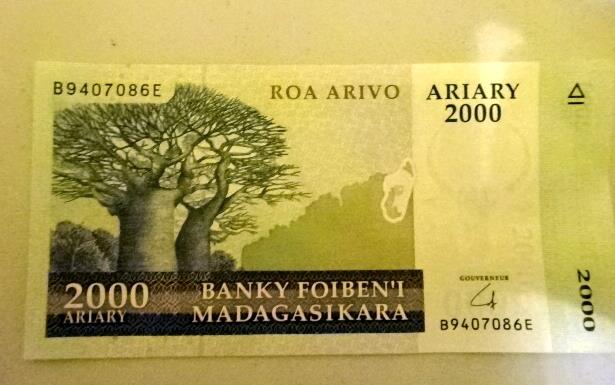 B9407086E
ROA ARIVO
ARIARY
2000
2000
ARIARY
BANKY FOIBEN'I
MADAGASIKARA
GOUVERNEUR
B9407086E
2000